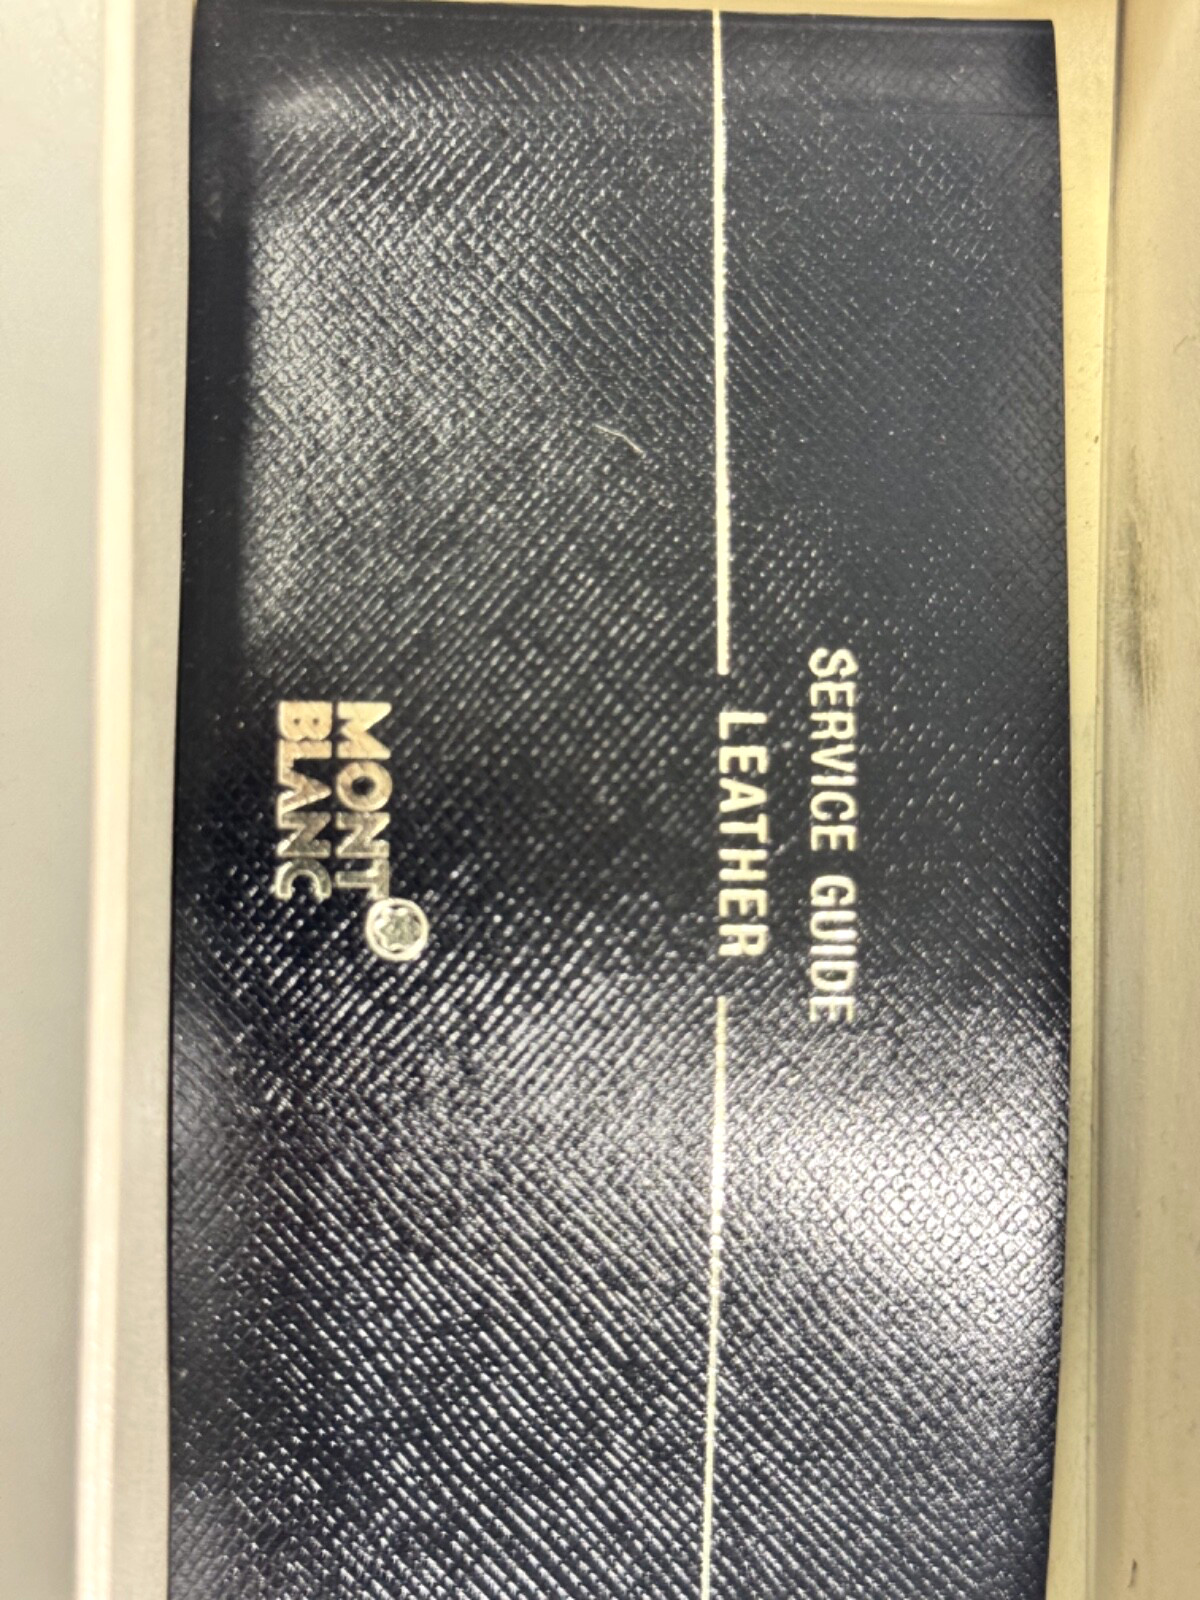 SERVICE GUIDE
LEATHER
MONT
BLANC